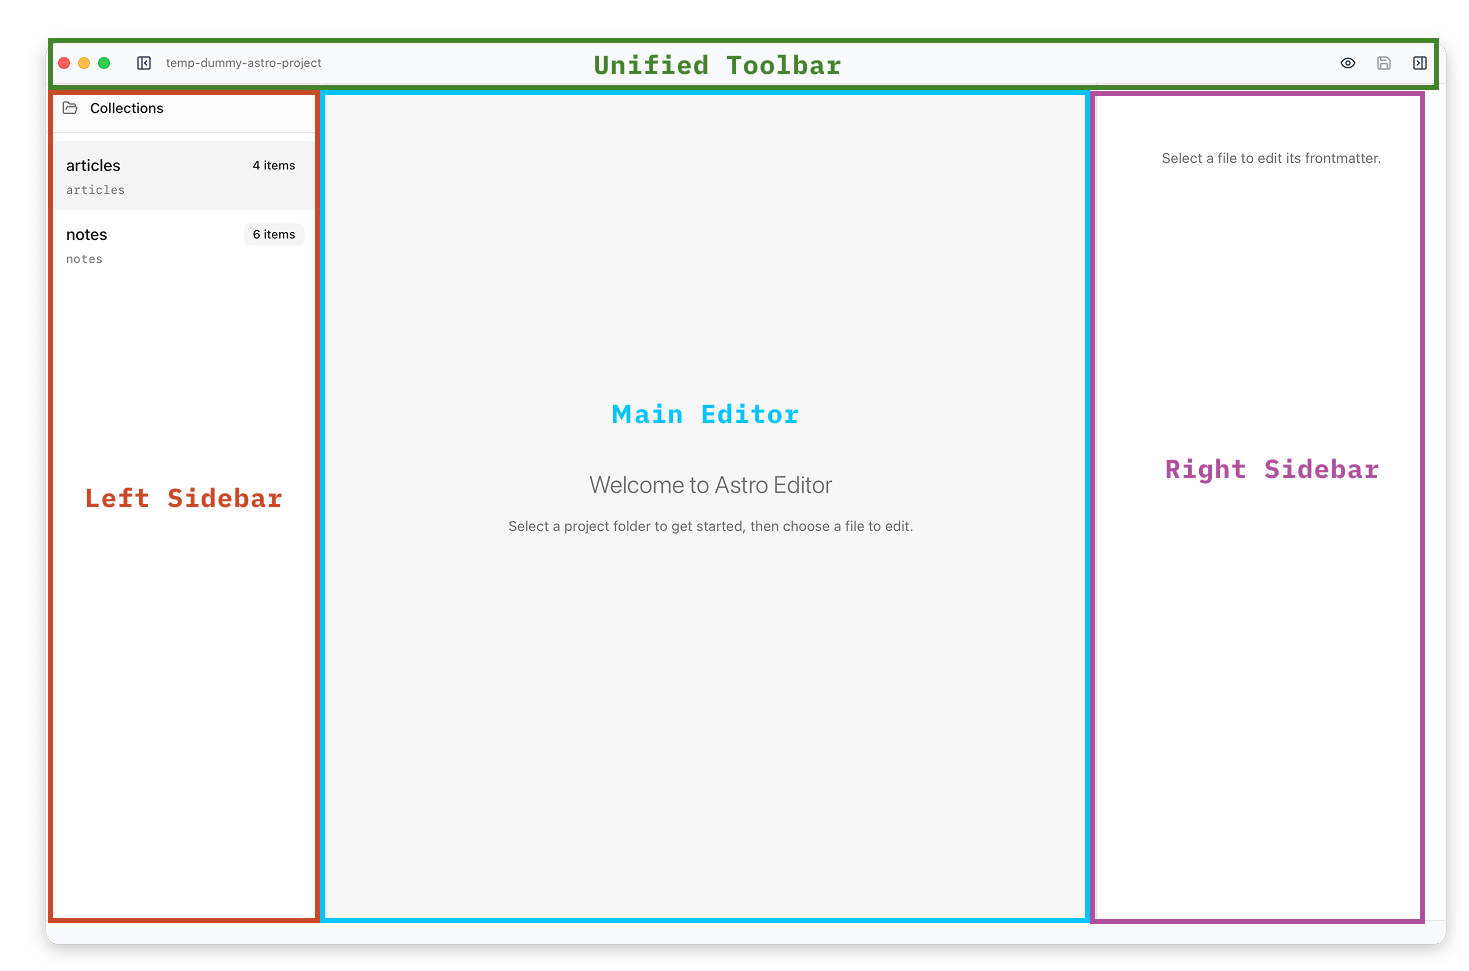 temp-dummy-astro-project
Unified Toolbar
Collections
articles
4 items
articles
notes
6 items
notes
Left Sidebar
Main Editor
Welcome to Astro Editor
Select a project folder to get started, then choose a file to edit.
Select a file to edit its frontmatter.
Right Sidebar